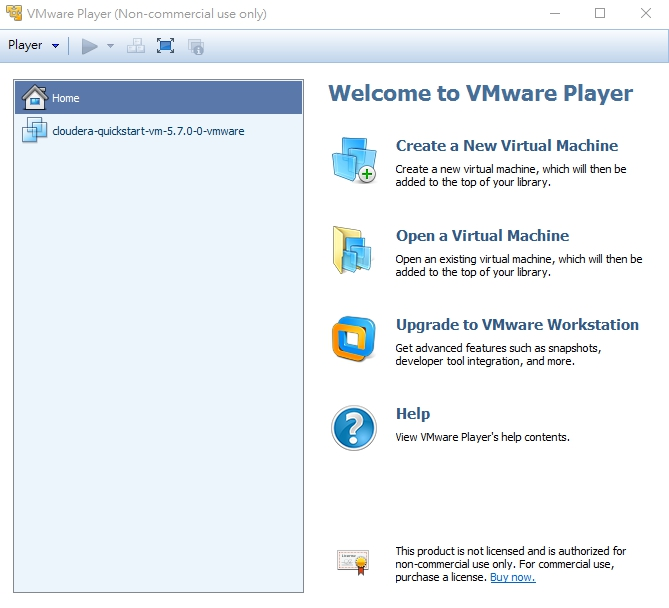 VMware Player (Non-commercial use only)
Player
Home
cloudera-quickstart-vm-5.7.0-0-vmware
Welcome to VMware Player
Create a New Virtual Machine
Create a new virtual machine, which will then be
added to the top of your library.
Open a Virtual Machine
Open an existing virtual machine, which will then be
added to the top of your library.
Upgrade to VMware Workstation
Get advanced features such as snapshots,
developer tool integration, and more.
Help
View VMware Player's help contents.
This product is not licensed and is authorized for
non-commercial use only. For commercial use,
purchase a license. Buy now.